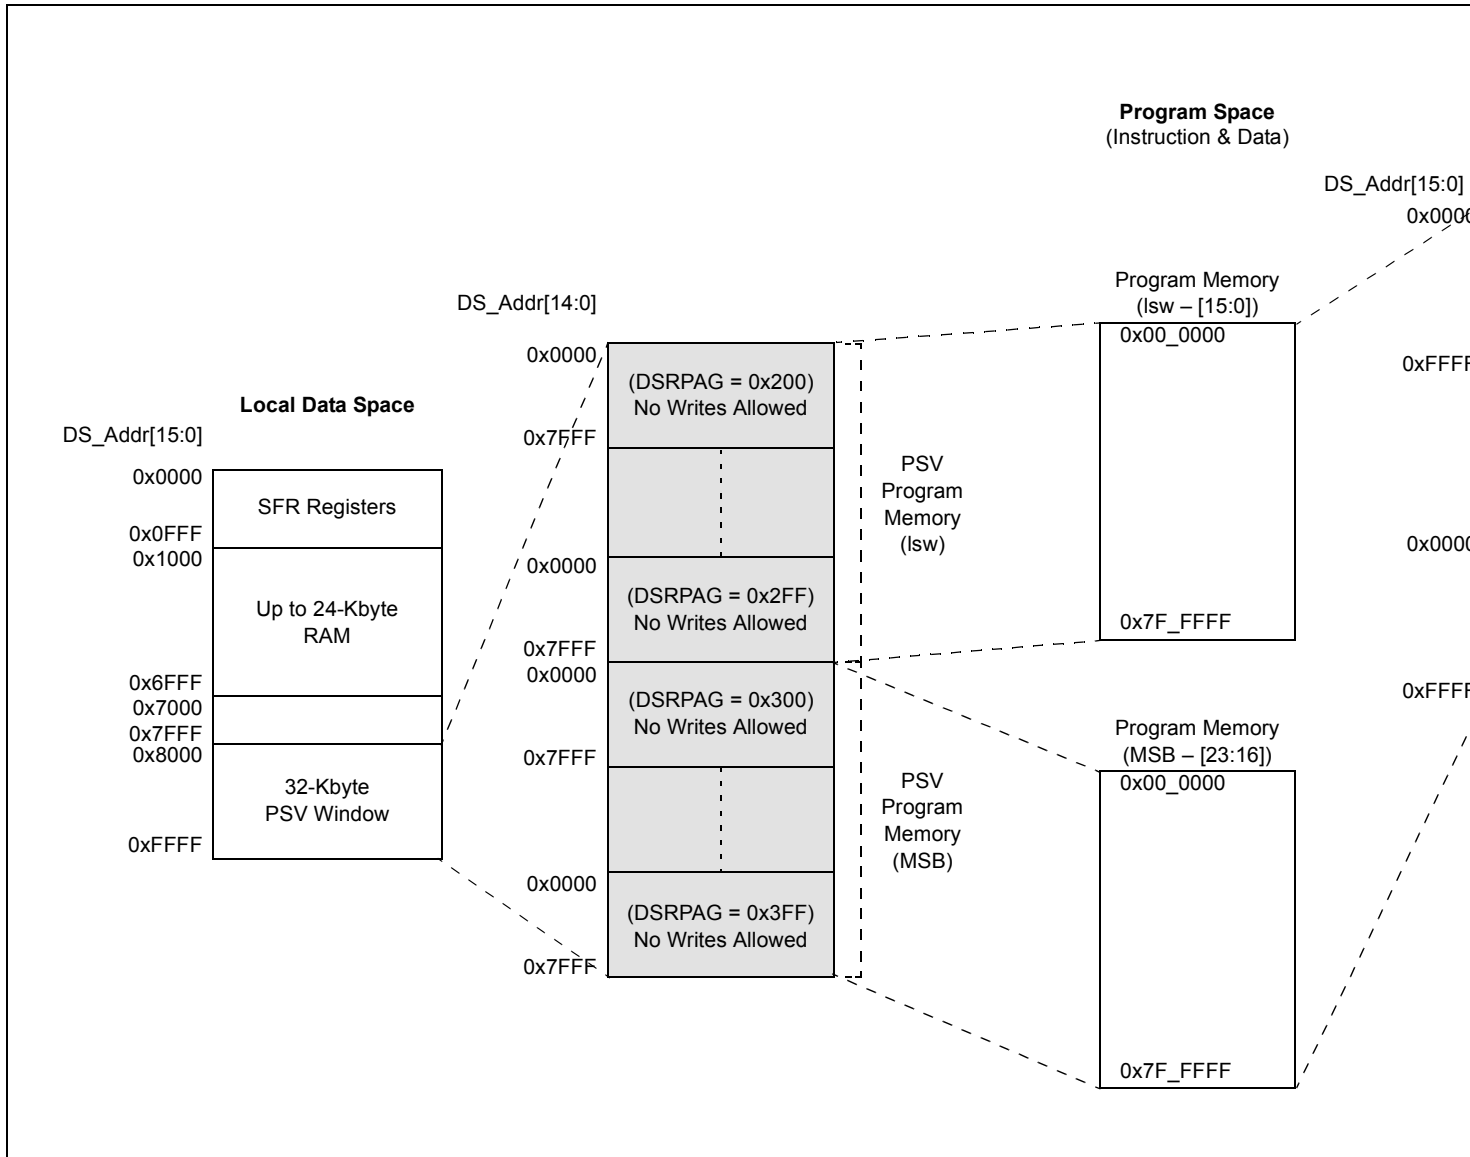 Program Space
(Instruction & Data)
DS_Addr[15:0]
Program Memory
(lsw – [15:0])
0x00_0000
0x7F_FFFF
DS_Addr[14:0]
0x0000
(DSRPAG = 0x200)
No Writes Allowed
0x7FFF
0x0000
(DSRPAG = 0x2FF)
No Writes Allowed
0x7FFF
0x0000
(DSRPAG = 0x300)
No Writes Allowed
0x7FFF
0x0000
(DSRPAG = 0x3FF)
No Writes Allowed
0x7FFF
PSV
Program
Memory
(lsw)
PSV
Program
Memory
(MSB)
Local Data Space
DS_Addr[15:0]
0x0000
SFR Registers
0x0FFF
0x1000
Up to 24-Kbyte
RAM
0x6FFF
0x7000
0x7FFF
0x8000
32-Kbyte
PSV Window
0xFFFF
Program Memory
(MSB – [23:16])
0x00_0000
0x7F_FFFF
0xFFFF
0x0000
0xFFFF